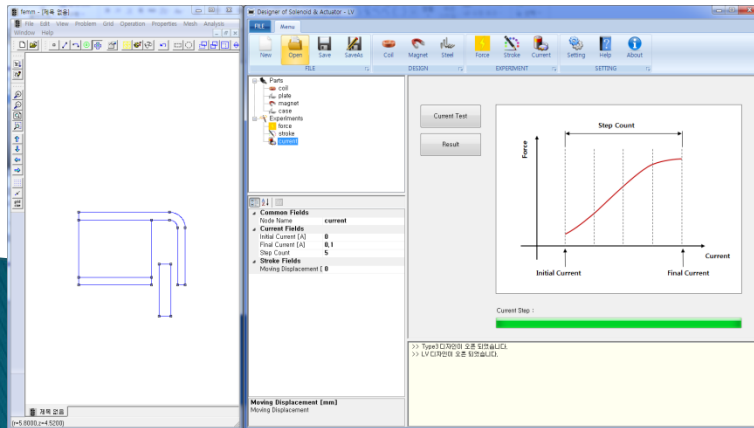 femm - [제목 없음]
File Edit View Problem Grid Operation Properties Mesh Analysis
Window Help
제목 없음
(r=5.8000,z=4.5200)
Designer of Solenoid & Actuator - LV
FILE Menu
New Open Save SaveAs Coil Magnet Steel Force Stroke Current Setting Help About
FILE DESIGN EXPERIMENT SETTING
Parts
coil
plate
magnet
case
Experiments
force
stroke
current
Common Fields
Node Name current
Current Fields
Initial Current [A] 0
Final Current [A] 0,1
Step Count 5
Stroke Fields
Moving Displacement [ 0
Moving Displacement [mm]
Moving Displacement
Current Test
Result
Step Count
Force
Current
Initial Current Final Current
Current Step :
>> Type3 디자인이 오픈 되었습니다.
>> LV 디자인이 오픈 되었습니다.